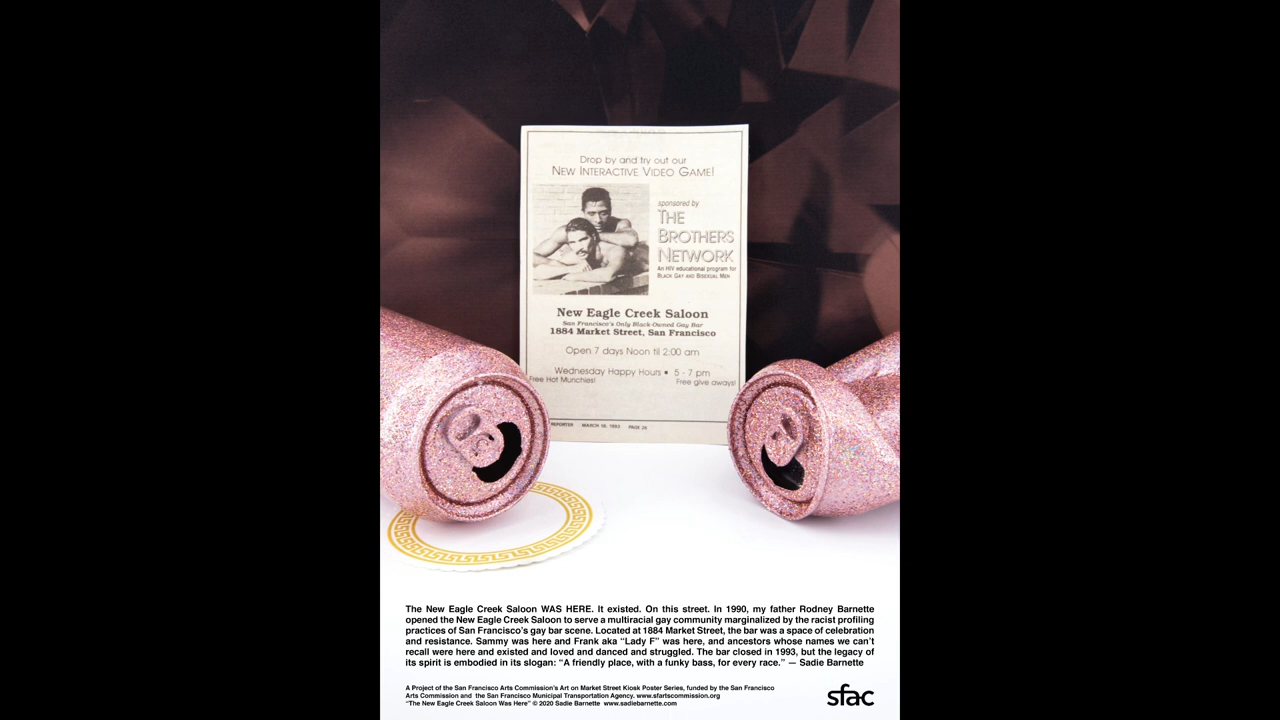 Drop by and try out our
NEW INTERACTIVE VIDEO GAME!
sponsored by
THE
BROTHERS
NETWORK
An HIV educational program for
BLACK GAY AND BISEXUAL MEN
New Eagle Creek Saloon
San Francisco's Only Black-Owned Gay Bar
1884 Market Street, San Francisco
Open 7 days Noon til 2:00 am
Wednesday Happy Hours • 5 - 7 pm
Free Hot Munchies! Free give aways!
REPORTER MARCH 18, 1993 PAGE
The New Eagle Creek Saloon WAS HERE. It existed. On this street. In 1990, my father Rodney Barnette
opened the New Eagle Creek Saloon to serve a multiracial gay community marginalized by the racist profiling
practices of San Francisco's gay bar scene. Located at 1884 Market Street, the bar was a space of celebration
and resistance. Sammy was here and Frank aka “Lady F” was here, and ancestors whose names we can't
recall were here and existed and loved and danced and struggled. The bar closed in 1993, but the legacy of
its spirit is embodied in its slogan: “A friendly place, with a funky bass, for every race.” — Sadie Barnette
A Project of the San Francisco Arts Commission's Art on Market Street Kiosk Poster Series, funded by the San Francisco
Arts Commission and the San Francisco Municipal Transportation Agency. www.sfartscommission.org
“The New Eagle Creek Saloon Was Here” © 2020 Sadie Barnette www.sadiebarnette.com
sfac